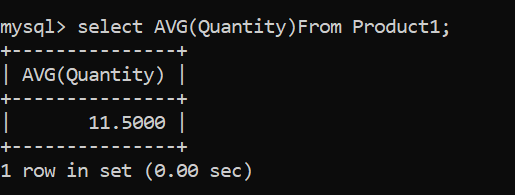 mysql> select AVG(Quantity)From Product1;
+---------------+
| AVG(Quantity) |
+---------------+
|       11.5000 |
+---------------+
1 row in set (0.00 sec)